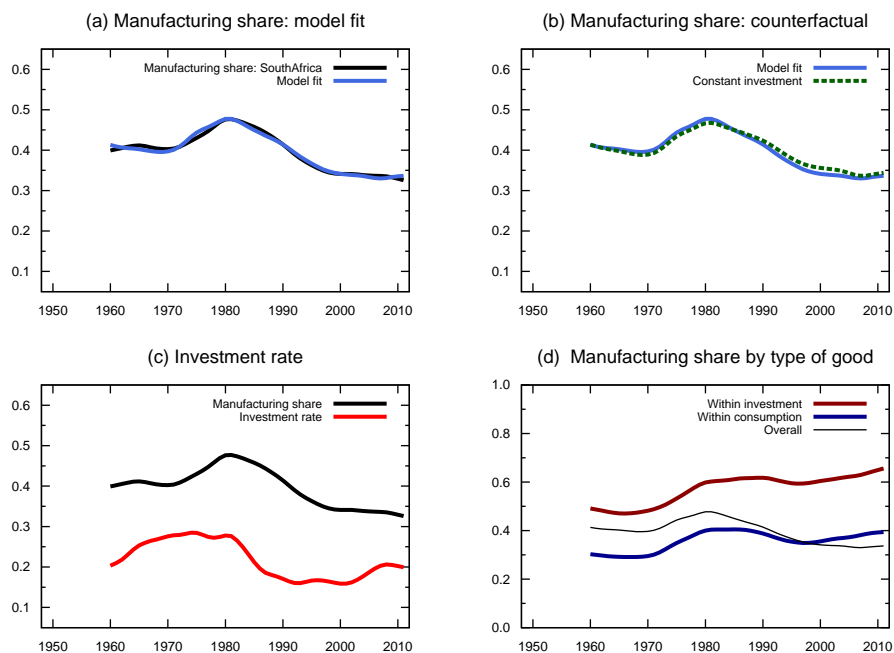 (a) Manufacturing share: model fit
Manufacturing share: SouthAfrica
Model fit
0.6
0.5
0.4
0.3
0.2
0.1
1950 1960 1970 1980 1990 2000 2010
(b) Manufacturing share: counterfactual
Model fit
Constant investment
0.6
0.5
0.4
0.3
0.2
0.1
1950 1960 1970 1980 1990 2000 2010
(c) Investment rate
Manufacturing share
Investment rate
0.6
0.5
0.4
0.3
0.2
0.1
1950 1960 1970 1980 1990 2000 2010
(d) Manufacturing share by type of good
Within investment
Within consumption
Overall
1.0
0.8
0.6
0.4
0.2
0.0
1950 1960 1970 1980 1990 2000 2010